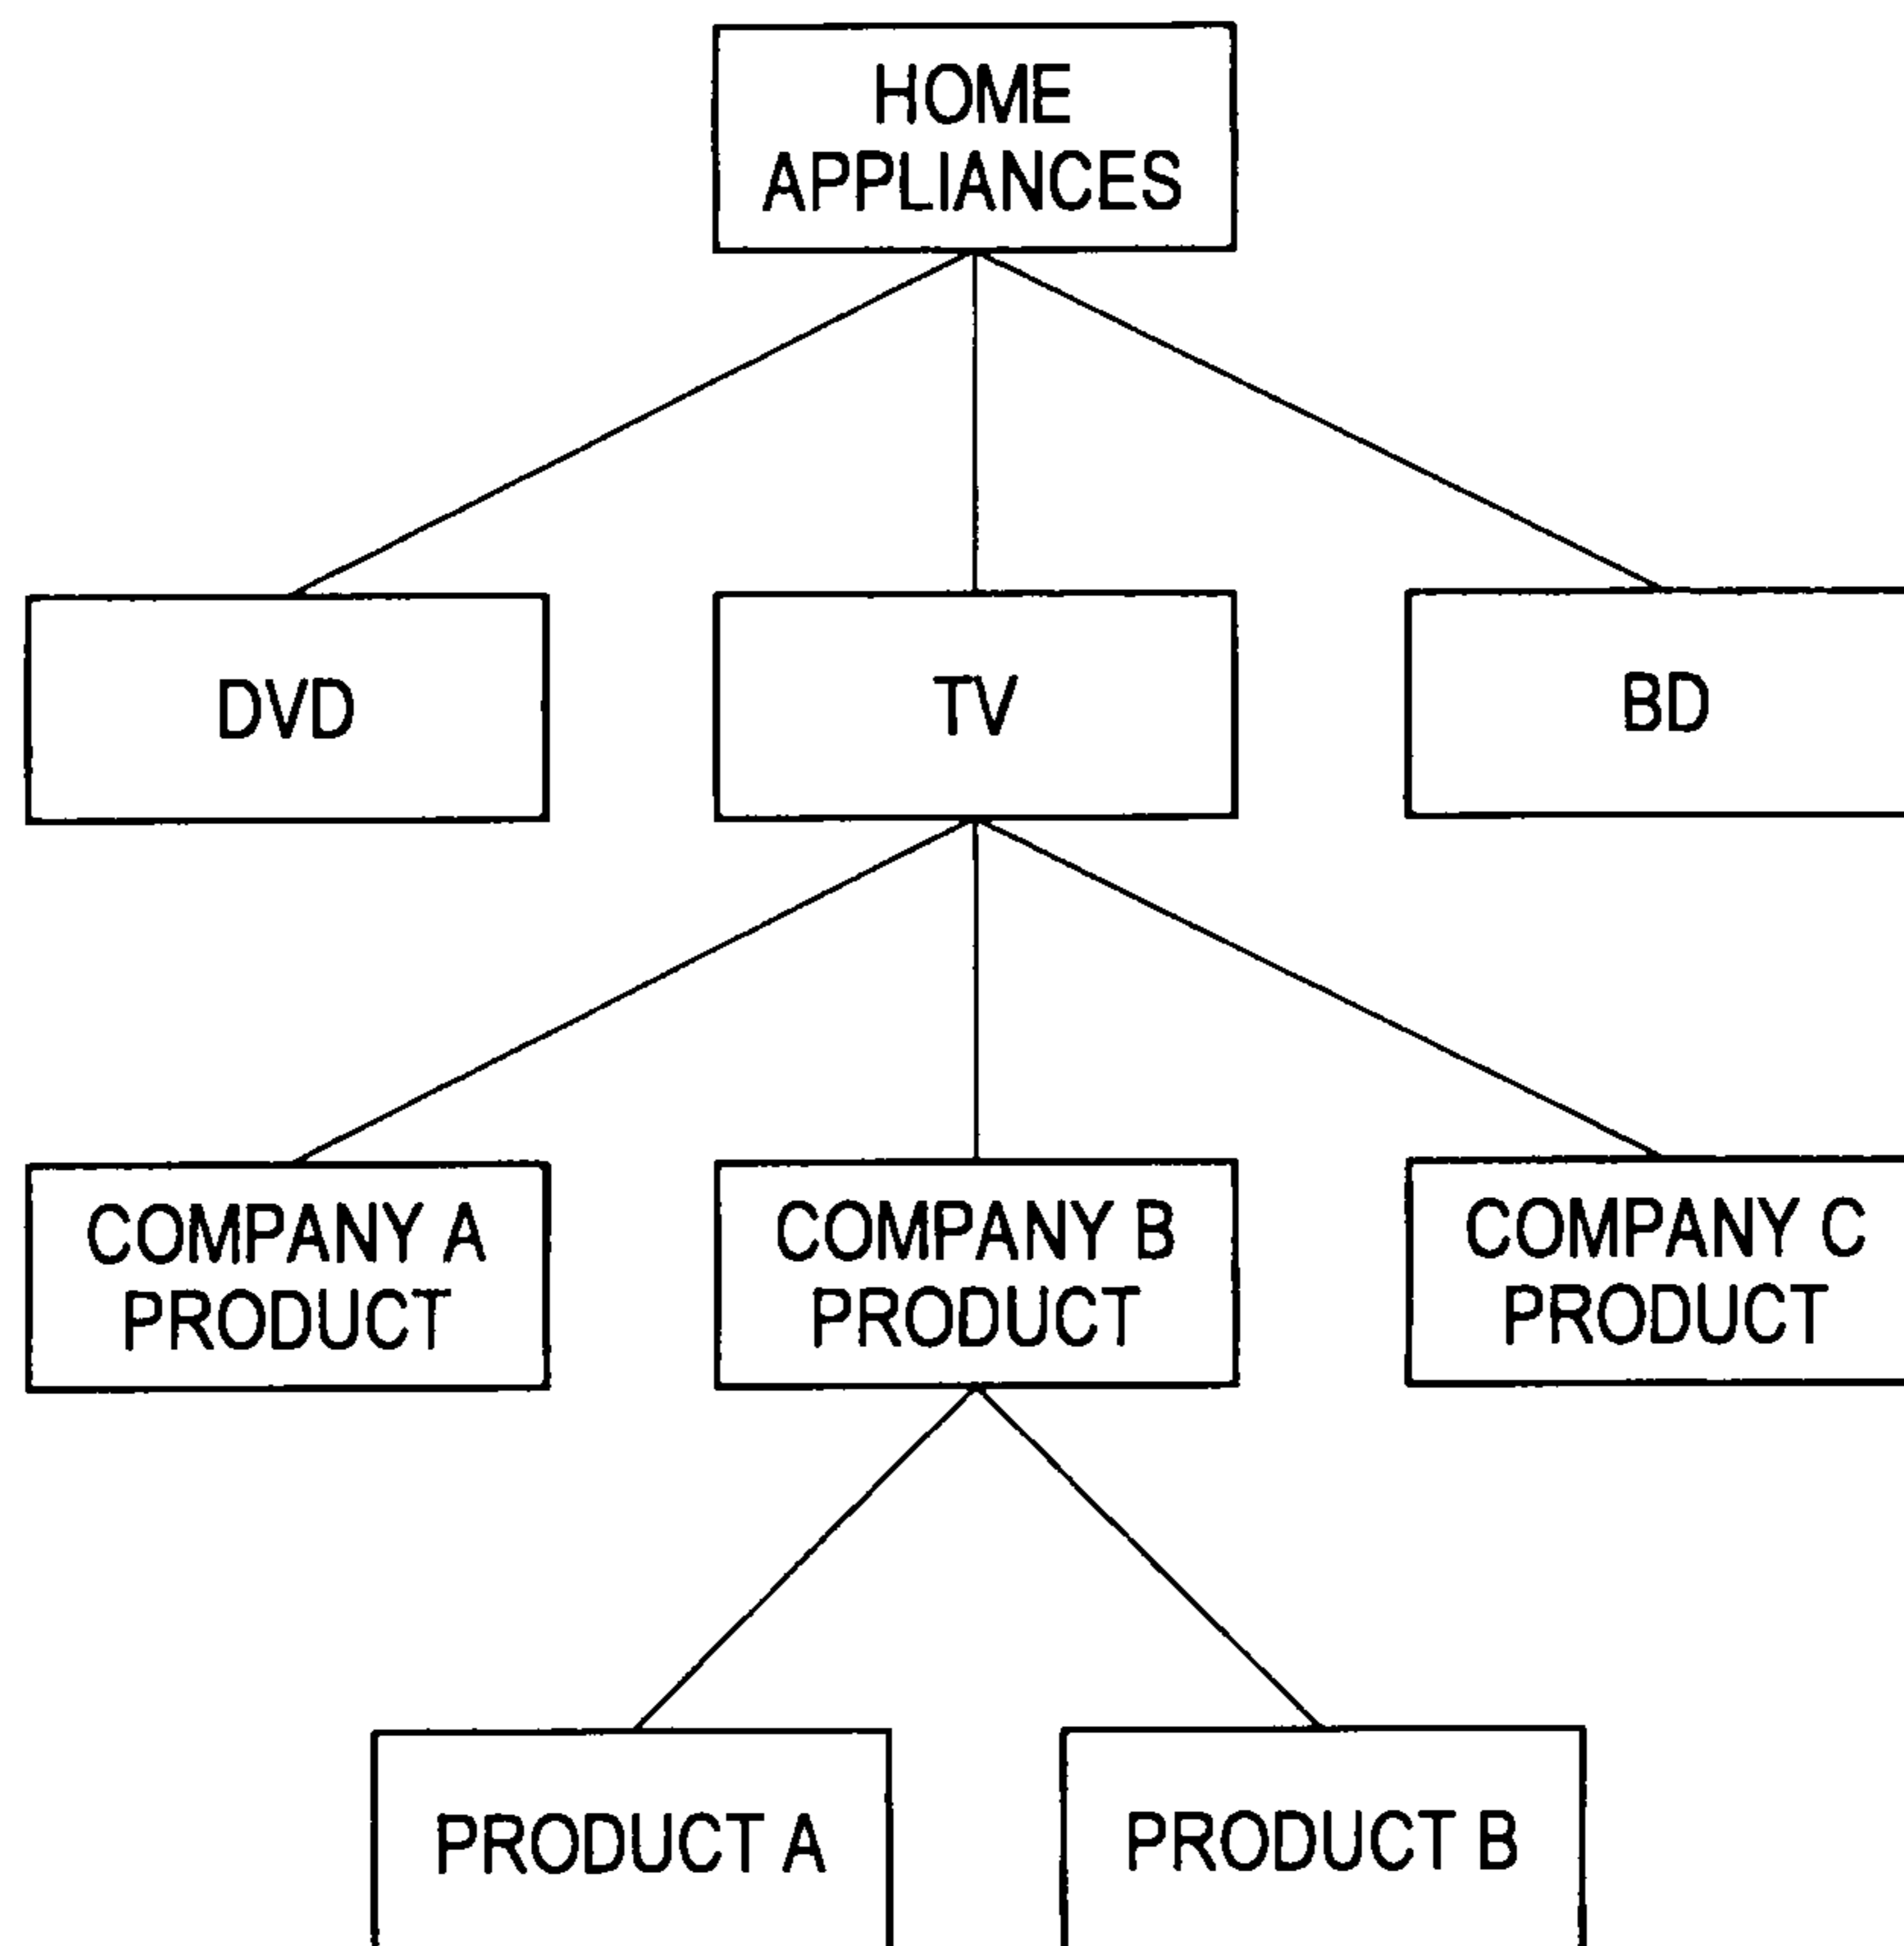 HOME
APPLIANCES
DVD
TV
BD
COMPANY A
PRODUCT
COMPANY B
PRODUCT
COMPANY C
PRODUCT
PRODUCT A
PRODUCT B